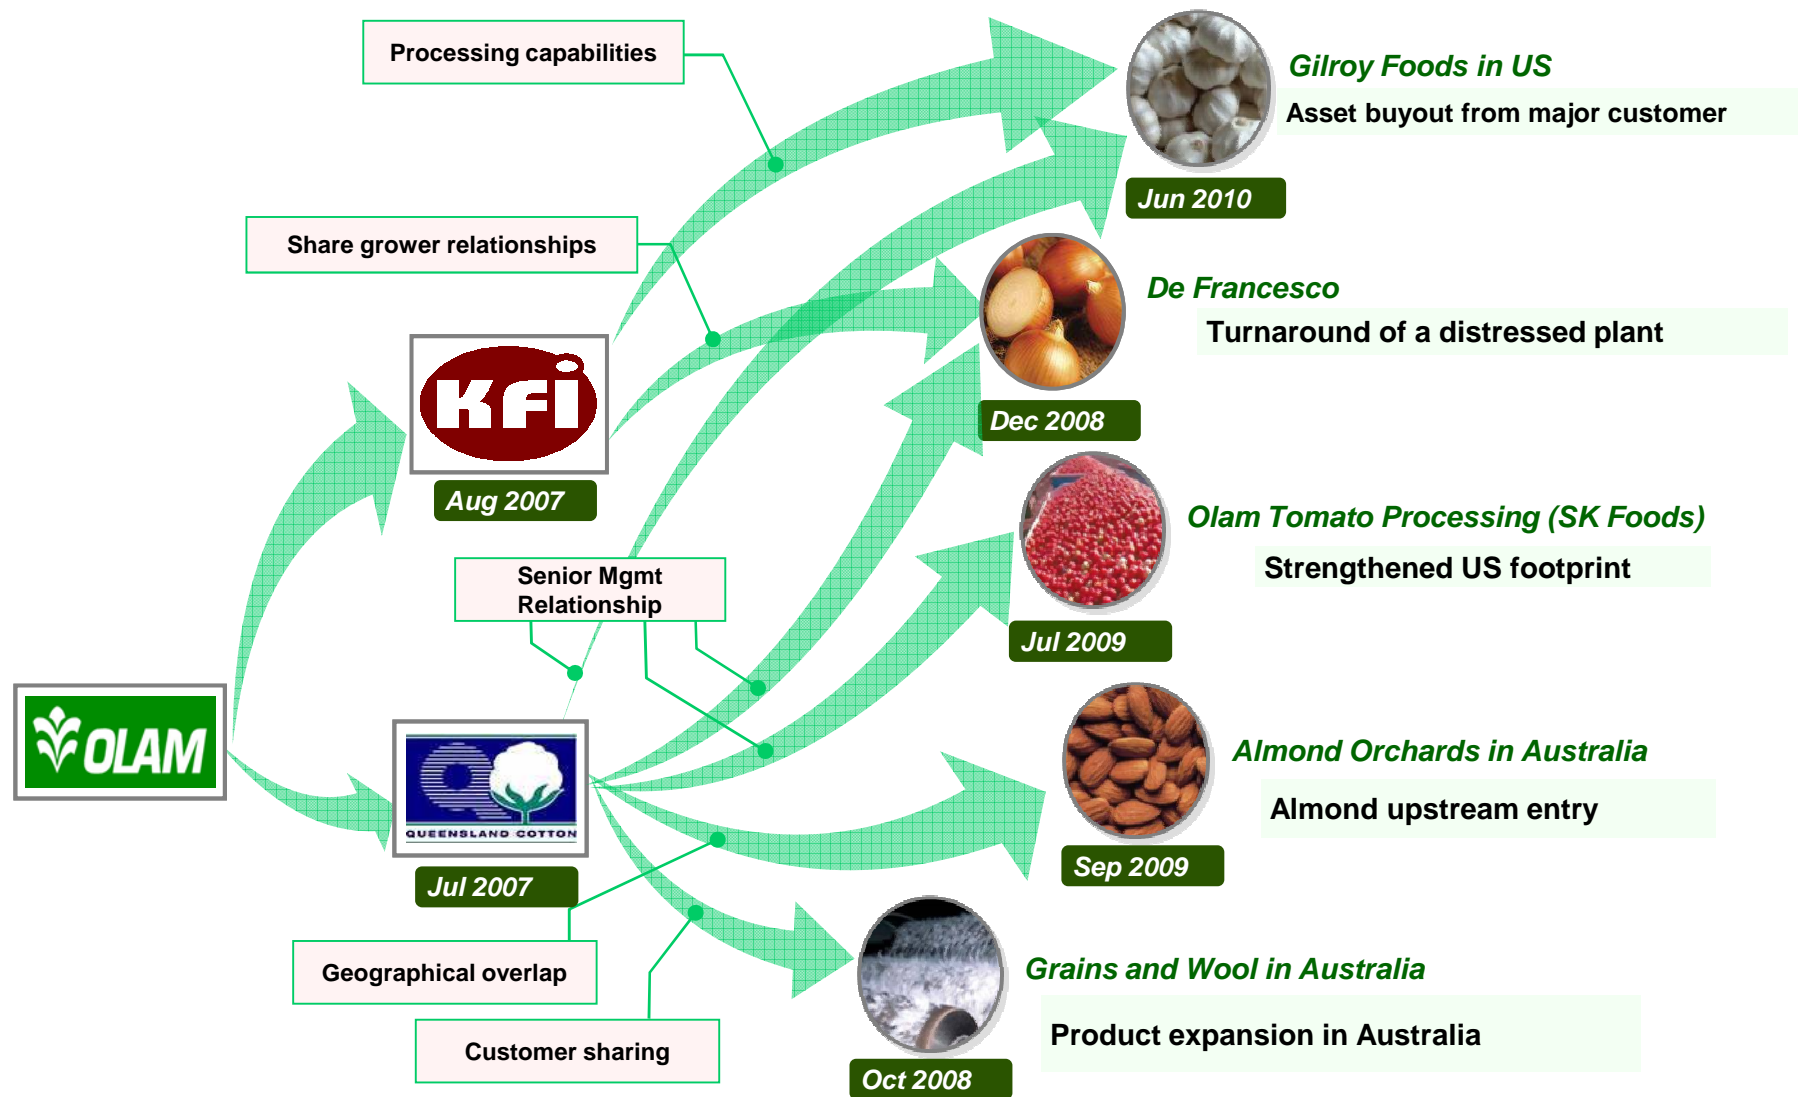 Processing capabilities
Gilroy Foods in US
Asset buyout from major customer
Jun 2010
Share grower relationships
De Francesco
Turnaround of a distressed plant
Dec 2008
KFI
Aug 2007
Olam Tomato Processing (SK Foods)
Strengthened US footprint
Jul 2009
Senior Mgmt
Relationship
OLAM
QUEENSLAND COTTON
Jul 2007
Almond Orchards in Australia
Almond upstream entry
Sep 2009
Geographical overlap
Grains and Wool in Australia
Product expansion in Australia
Customer sharing
Oct 2008